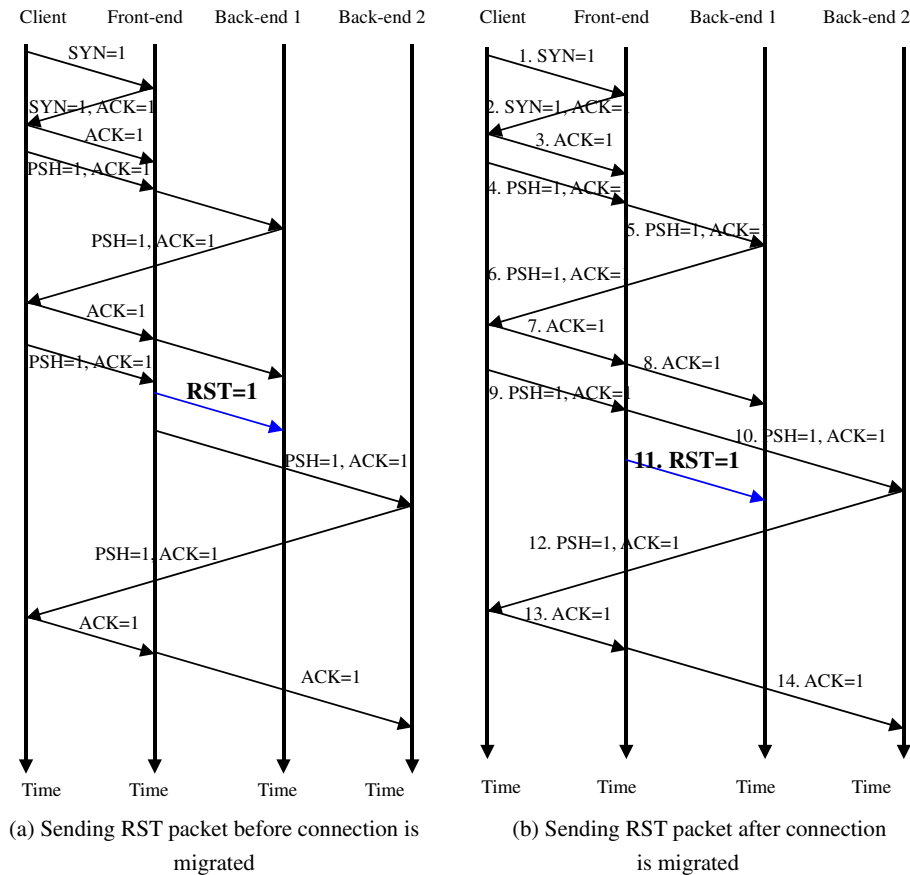 Client Front-end Back-end 1 Back-end 2
SYN=1
SYN=1, ACK=1
ACK=1
PSH=1, ACK=1
PSH=1, ACK=1
ACK=1
PSH=1, ACK=1
RST=1
PSH=1, ACK=1
PSH=1, ACK=1
ACK=1
ACK=1
Time Time Time Time
(a) Sending RST packet before connection is
migrated
Client Front-end Back-end 1 Back-end 2
1. SYN=1
2. SYN=1, ACK=1
3. ACK=1
4. PSH=1, ACK=
5. PSH=1, ACK=
6. PSH=1, ACK=
7. ACK=1
8. ACK=1
9. PSH=1, ACK=1
10. PSH=1, ACK=1
11. RST=1
12. PSH=1, ACK=1
13. ACK=1
14. ACK=1
Time Time Time Time
(b) Sending RST packet after connection
is migrated